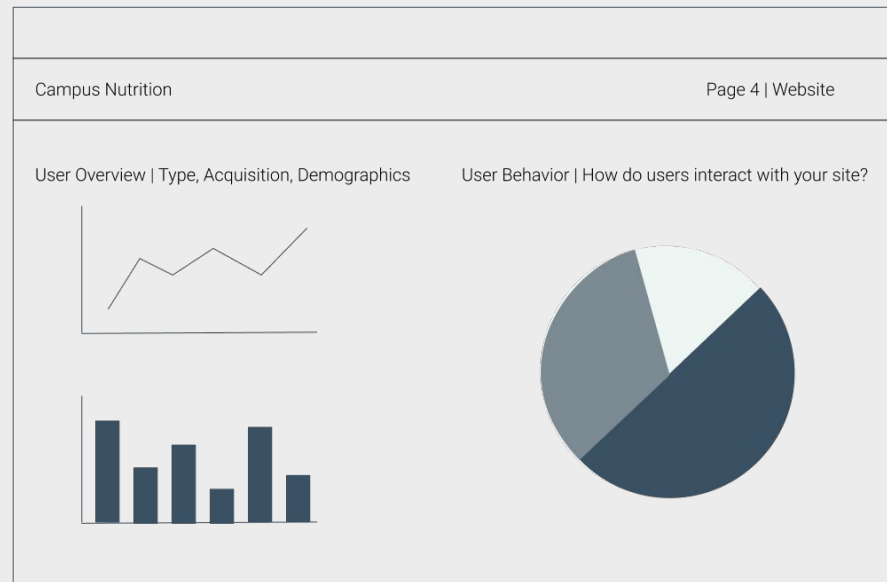 Campus Nutrition
Page 4 | Website
User Overview | Type, Acquisition, Demographics
User Behavior | How do users interact with your site?